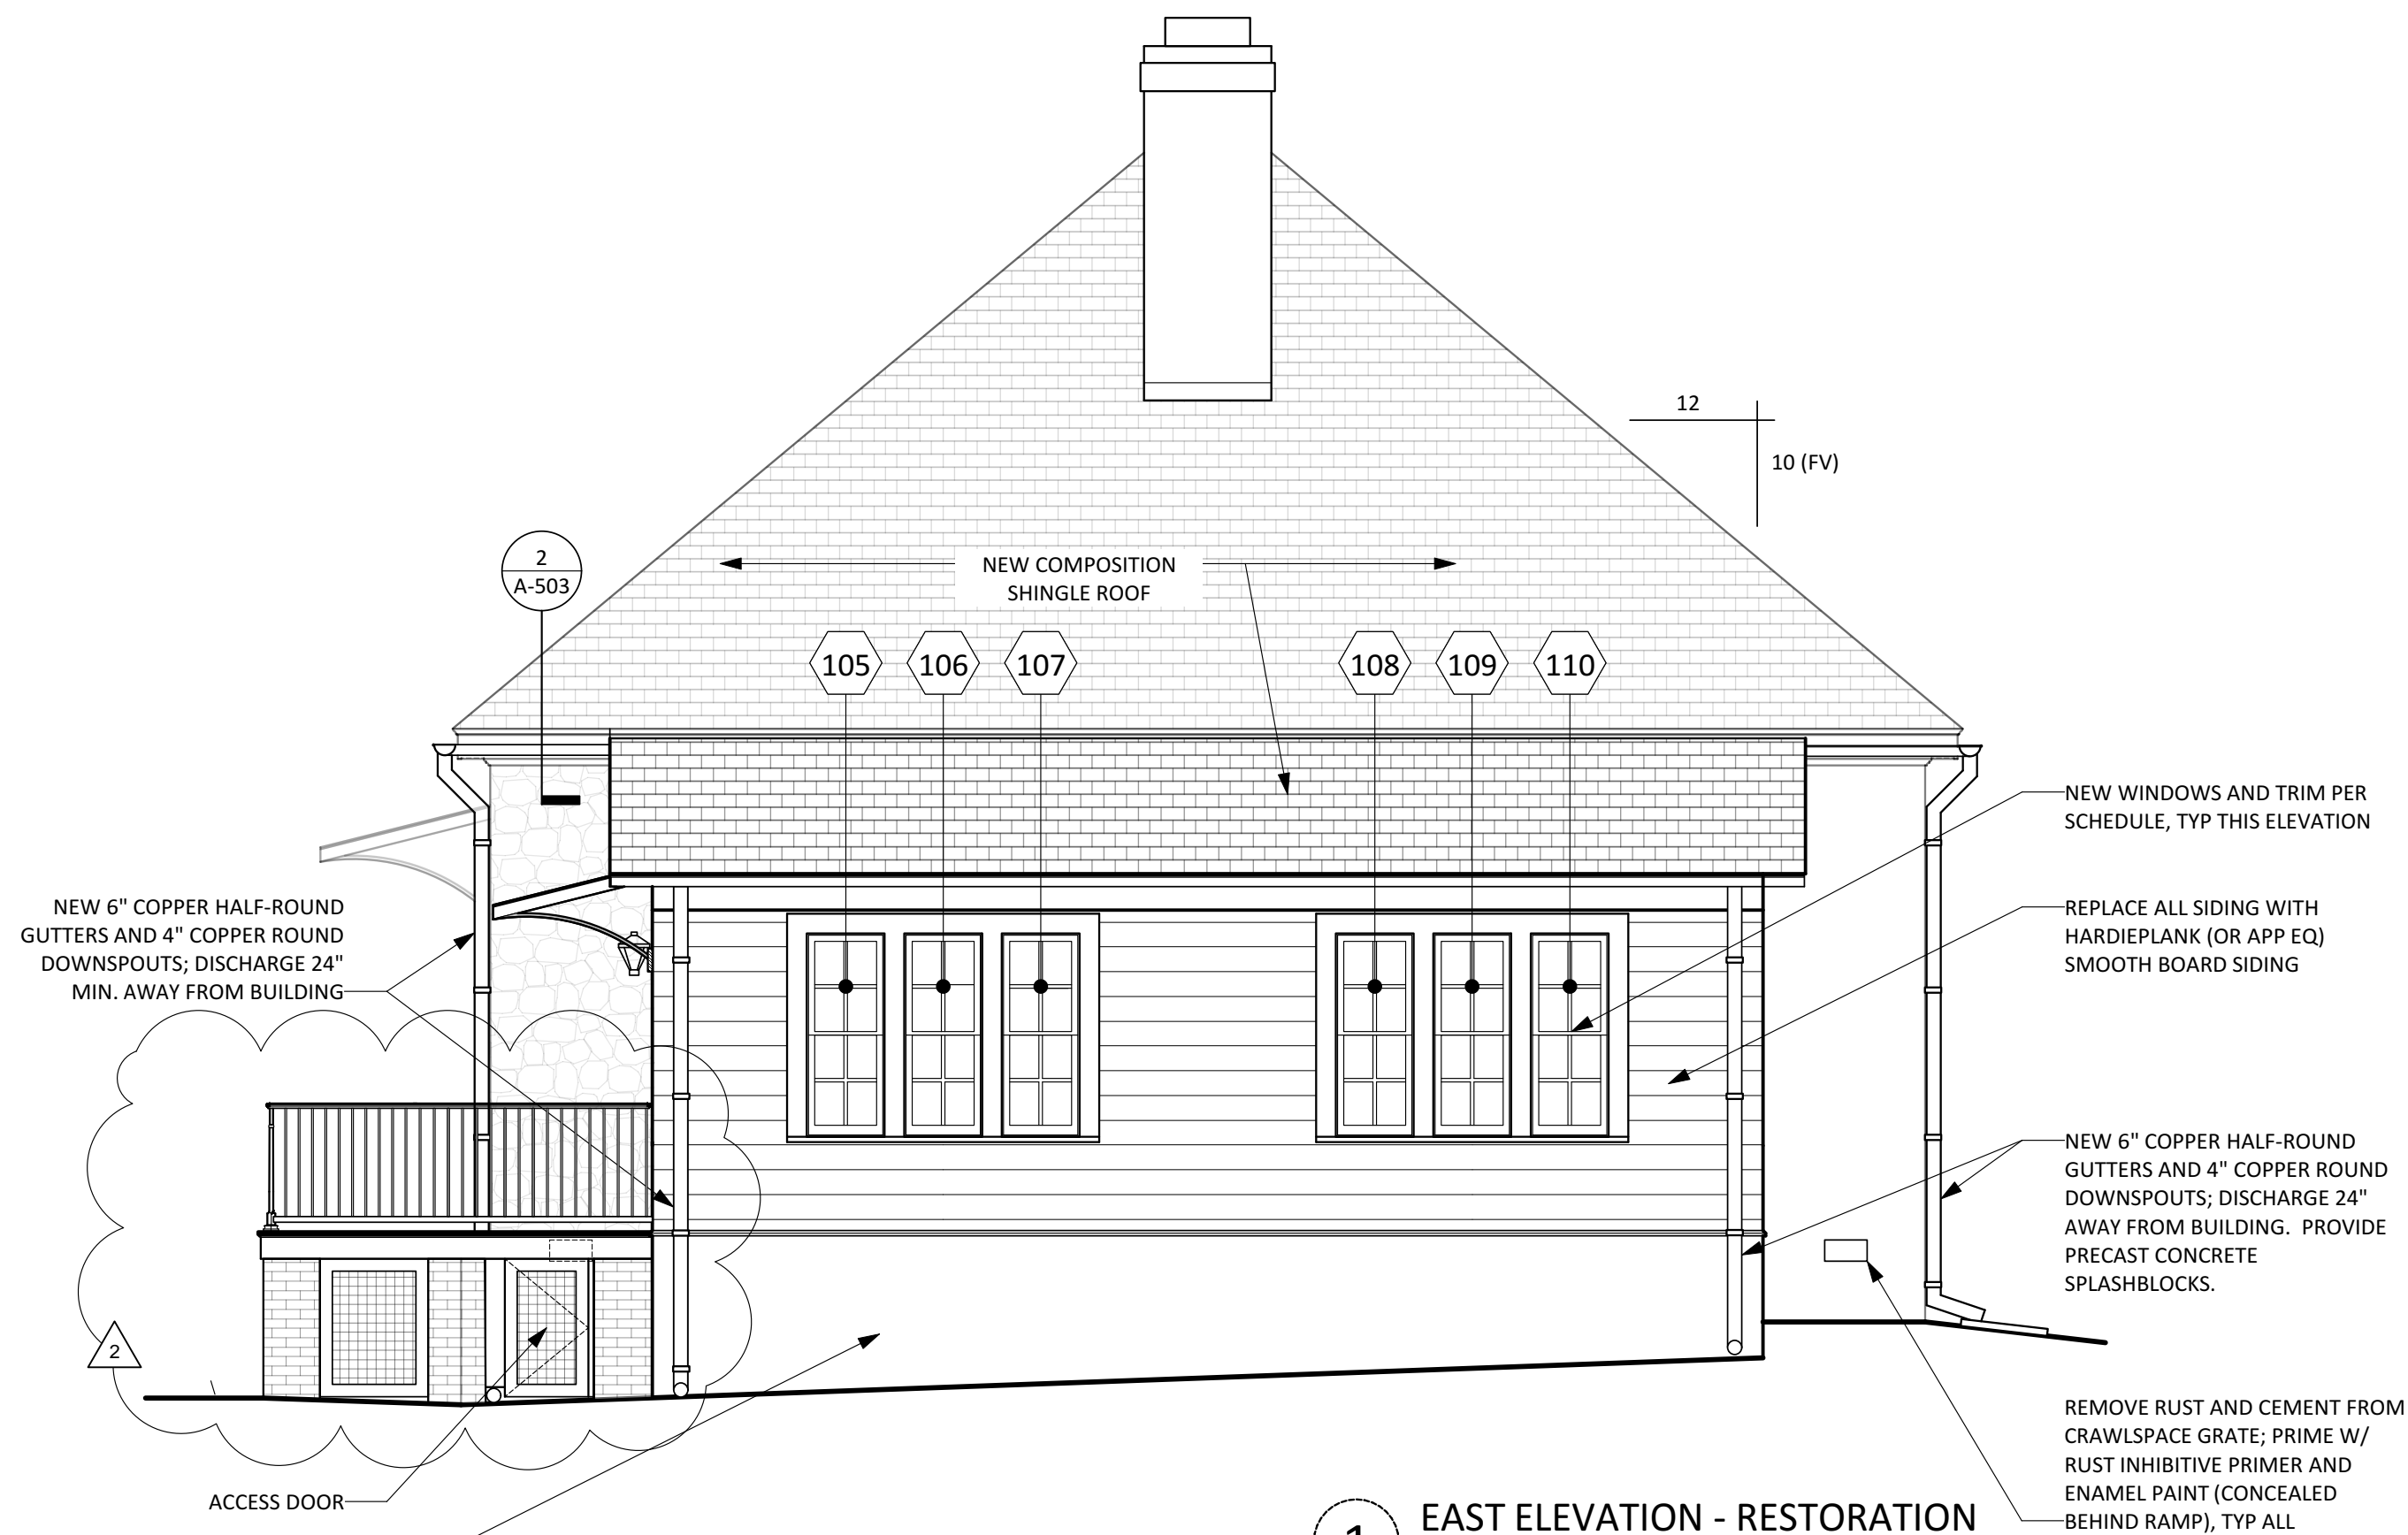 12
10 (FV)
2
A-503
NEW COMPOSITION
SHINGLE ROOF
105
106
107
108
109
110
NEW WINDOWS AND TRIM PER
SCHEDULE, TYP THIS ELEVATION
NEW 6" COPPER HALF-ROUND
GUTTERS AND 4" COPPER ROUND
DOWNSPOUTS; DISCHARGE 24"
MIN. AWAY FROM BUILDING
REPLACE ALL SIDING WITH
HARDIEPLANK (OR APP EQ)
SMOOTH BOARD SIDING
NEW 6" COPPER HALF-ROUND
GUTTERS AND 4" COPPER ROUND
DOWNSPOUTS; DISCHARGE 24"
AWAY FROM BUILDING.  PROVIDE
PRECAST CONCRETE
SPLASHBLOCKS.
2
ACCESS DOOR
REMOVE RUST AND CEMENT FROM
CRAWLSPACE GRATE; PRIME W/
RUST INHIBITIVE PRIMER AND
ENAMEL PAINT (CONCEALED
BEHIND RAMP), TYP ALL
1
EAST ELEVATION - RESTORATION